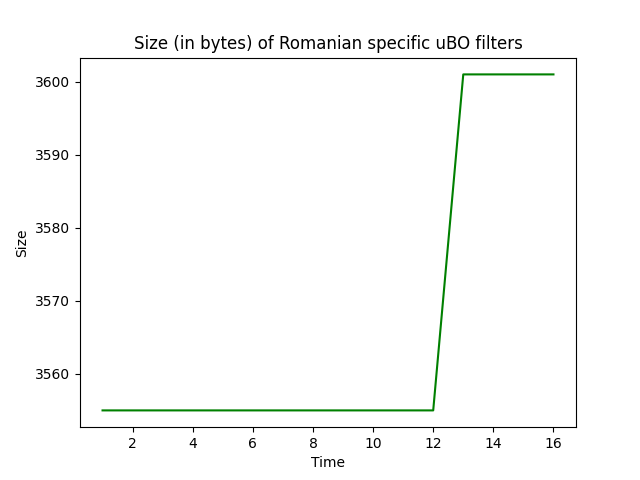 Size (in bytes) of Romanian specific uBO filters
3600
3590
3580
3570
3560
Size
2 4 6 8 10 12 14 16
Time